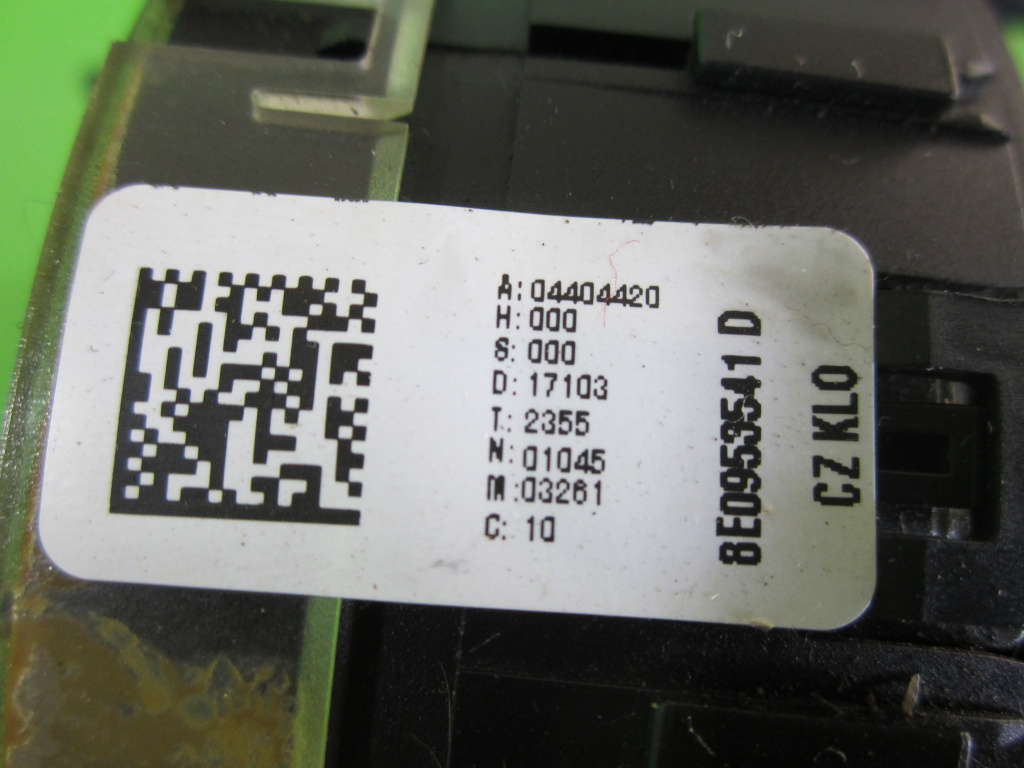 A: 04404420
H: 000
S: 000
D: 17103
T: 2355
N: 01045
M: 03261
C: 10
8E0953541 D
CZ KLO